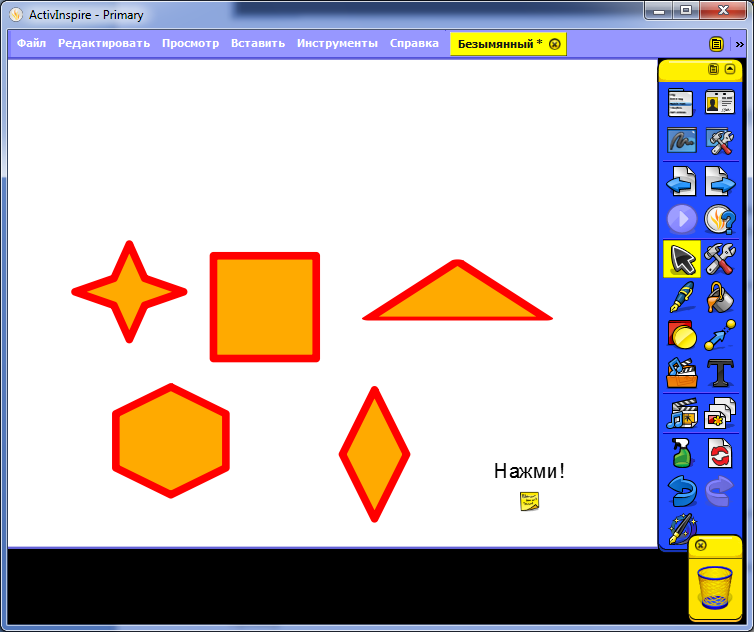 ActivInspire - Primary
Файл Редактировать Просмотр Вставить Инструменты Справка Безымянный *
Нажми!